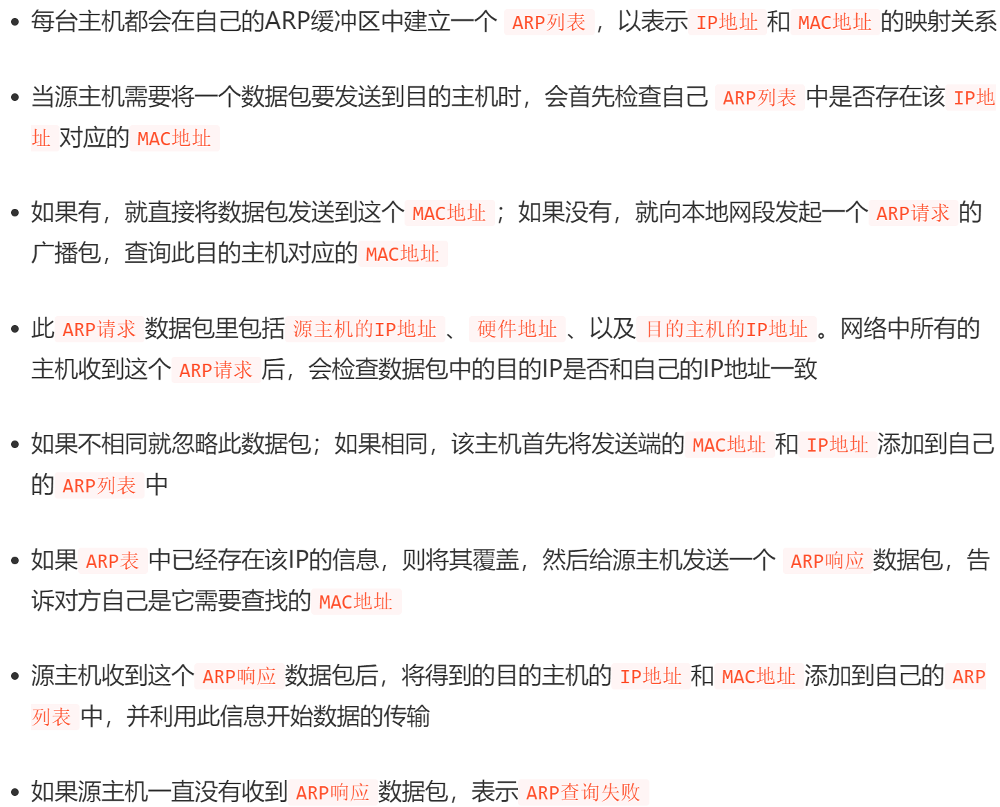 每台主机都会在自己的ARP缓冲区中建立一个 ARP列表，以表示IP地址和MAC地址的映射关系
当源主机需要将一个数据包要发送到目的主机时，会首先检查自己 ARP列表中是否存在该IP地
址对应的MAC地址
如果有，就直接将数据包发送到这个MAC地址；如果没有，就向本地网段发起一个ARP请求的
广播包，查询此目的主机对应的MAC地址
此ARP请求数据包里包括源主机的IP地址、硬件地址、以及目的主机的IP地址。网络中所有的
主机收到这个ARP请求后，会检查数据包中的目的IP是否和自己的IP地址一致
如果不相同就忽略此数据包；如果相同，该主机首先将发送端的MAC地址和IP地址添加到自己
的ARP列表中
如果ARP表中已经存在该IP的信息，则将其覆盖，然后给源主机发送一个 ARP响应数据包，告
诉对方自己是它需要查找的MAC地址
源主机收到这个ARP响应数据包后，将得到的目的主机的IP地址和MAC地址添加到自己的ARP
列表中，并利用此信息开始数据的传输
如果源主机一直没有收到ARP响应数据包，表示ARP查询失败